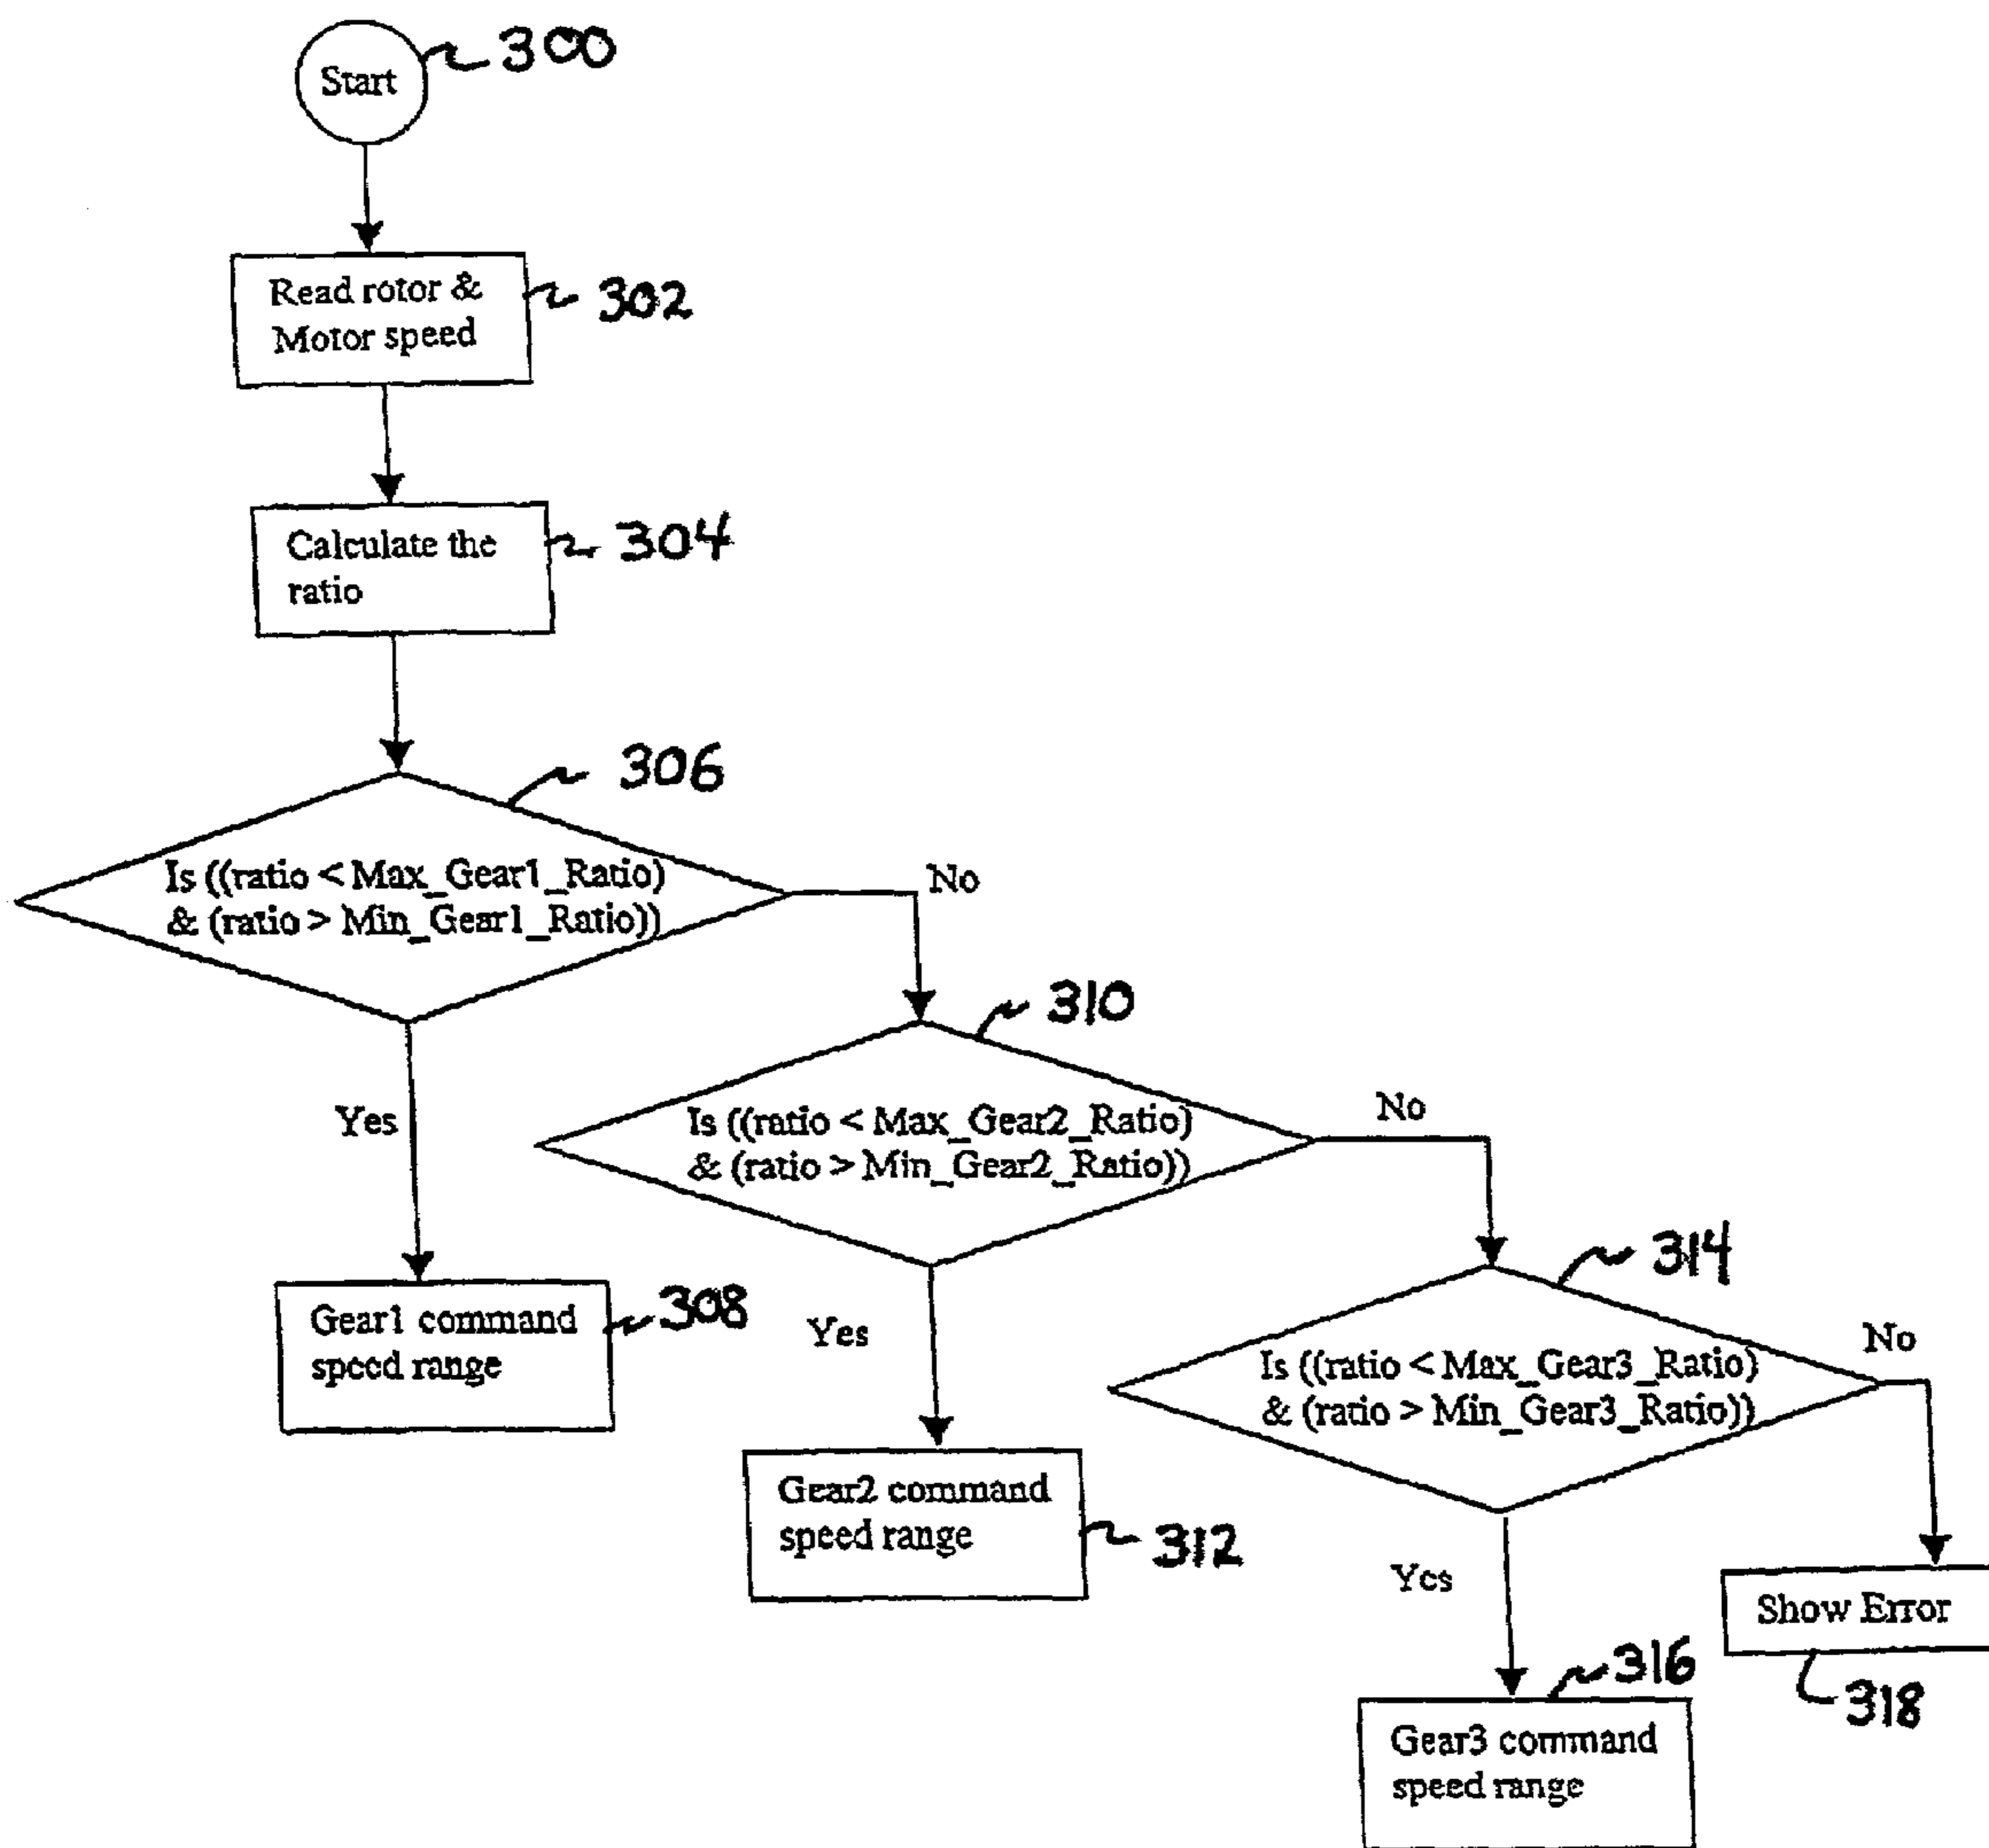 Start
300
Read rotor &
Motor speed
302
Calculate the
ratio
304
306
Is ((ratio < Max_Gear1_Ratio)
& (ratio > Min_Gear1_Ratio))
No
310
Yes
Is ((ratio < Max_Gear2_Ratio)
& (ratio > Min_Gear2_Ratio))
No
314
Gear1 command
speed range
308
Yes
Is ((ratio < Max_Gear3_Ratio)
& (ratio > Min_Gear3_Ratio))
No
Gear2 command
speed range
312
Yes
Show Error
318
316
Gear3 command
speed range